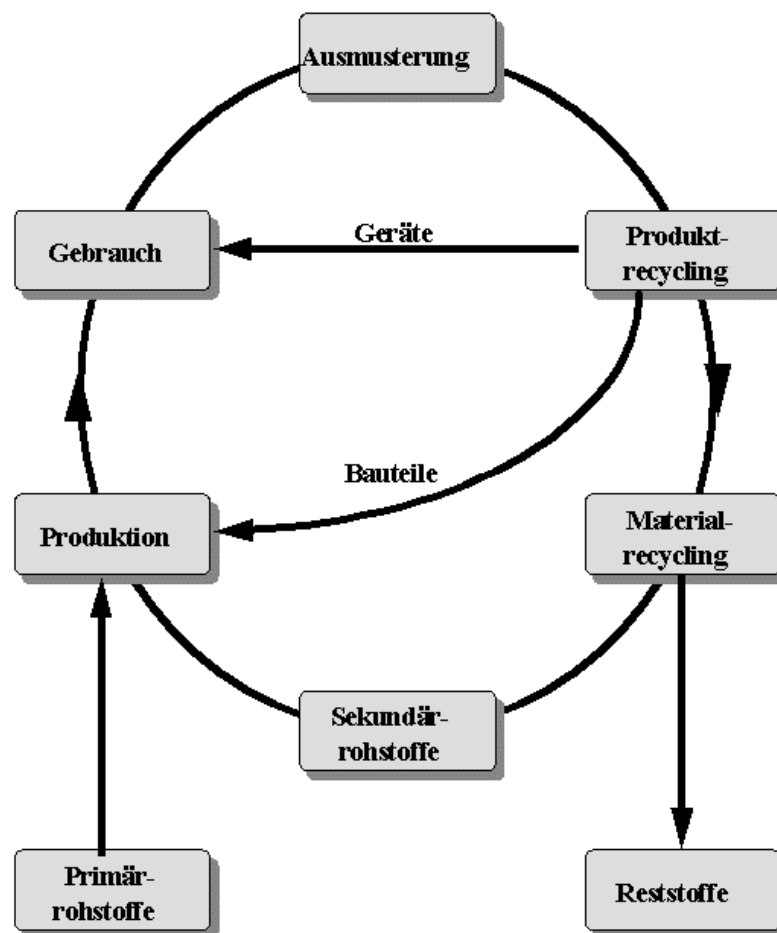 Ausmusterung
Gebrauch
Geräte
Produkt-
recycling
Bauteile
Produktion
Material-
recycling
Sekundär-
rohstoffe
Primär-
rohstoffe
Reststoffe